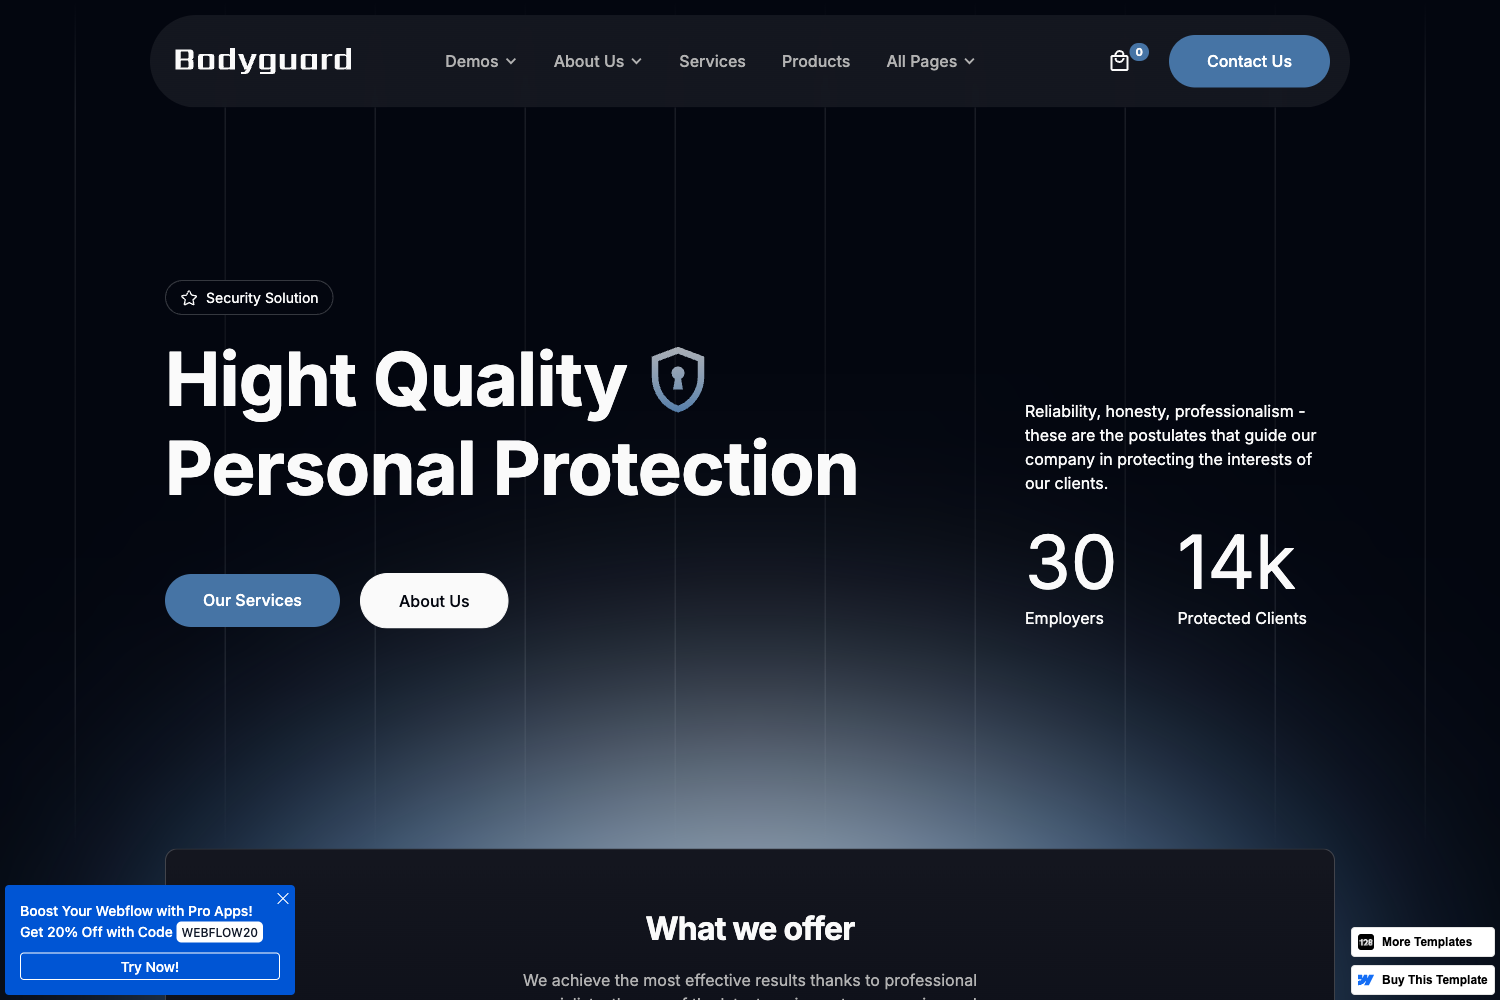 Bodyguard
Demos
About Us
Services
Products
All Pages
0
Contact Us
Security Solution
Hight Quality
Personal Protection
Reliability, honesty, professionalism -
these are the postulates that guide our
company in protecting the interests of
our clients.
30
Employers
14k
Protected Clients
Our Services
About Us
What we offer
We achieve the most effective results thanks to professional
Boost Your Webflow with Pro Apps!
Get 20% Off with Code WEBFLOW20
Try Now!
128 More Templates
Buy This Template